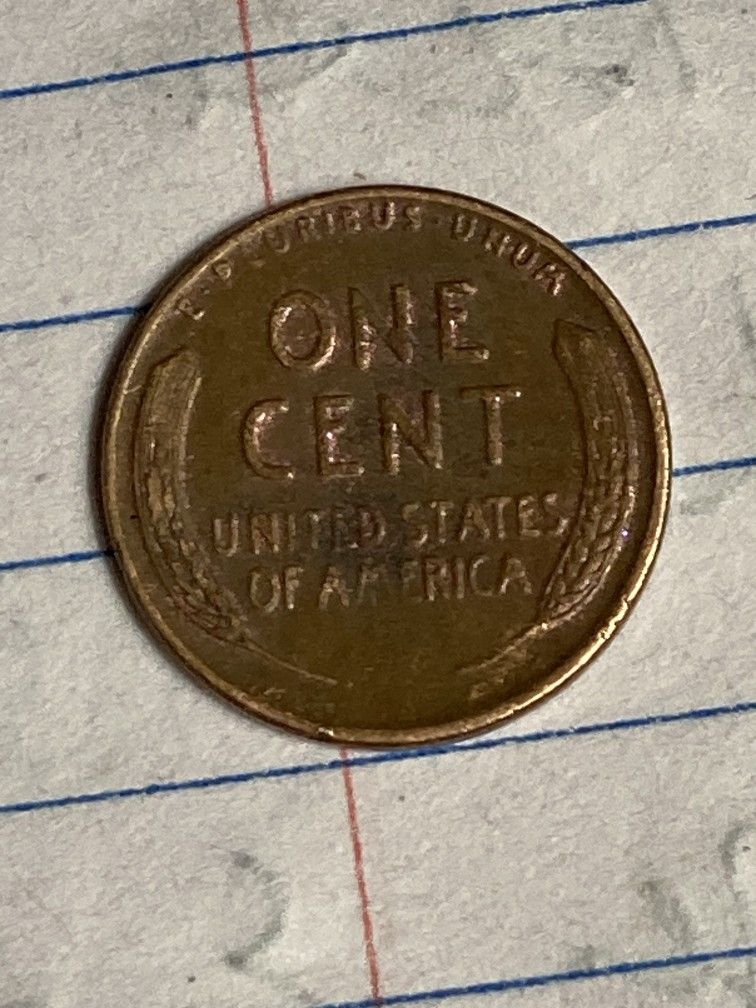 E·PLURIBUS·UNUM
ONE
CENT
UNITED STATES
OF AMERICA